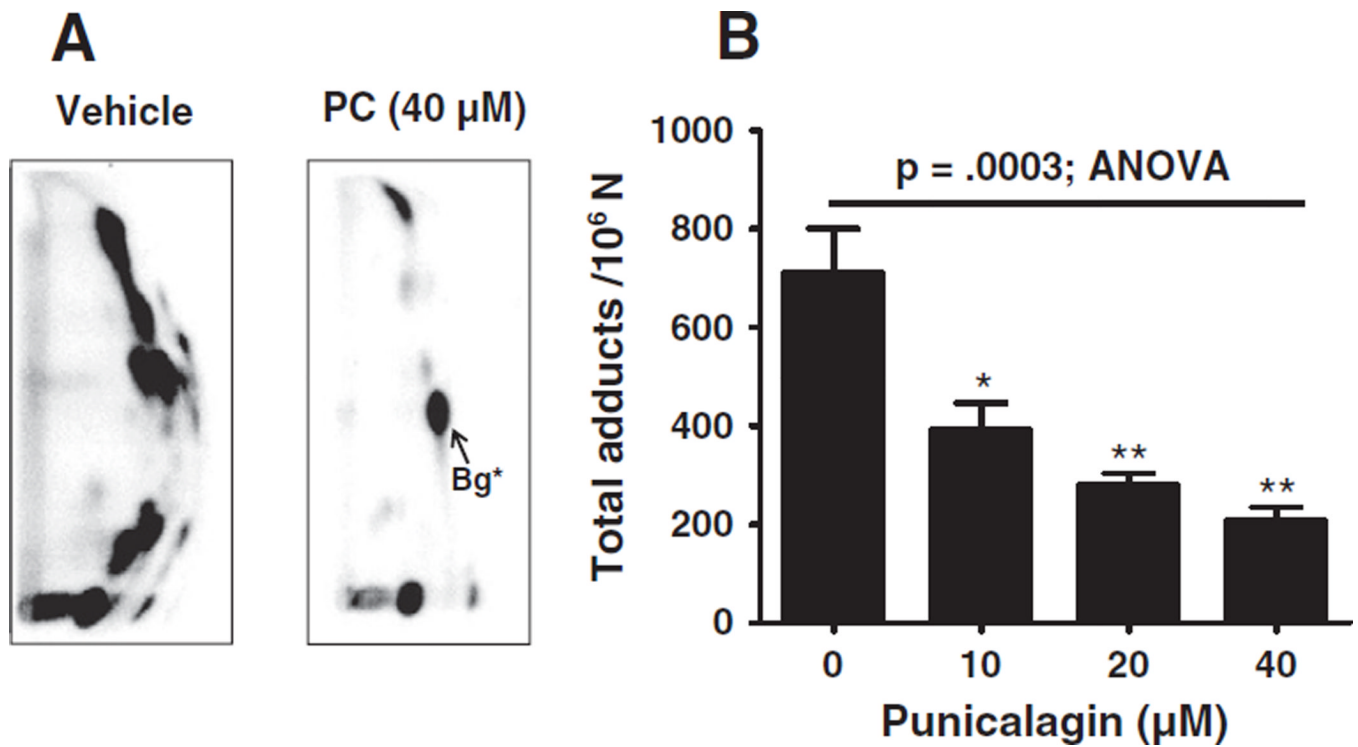 A
Vehicle
PC (40 µM)
Bg*
B
Total adducts /10⁶ N
1000
800
600
400
200
0
p = .0003; ANOVA
*
**
**
0 10 20 40
Punicalagin (µM)